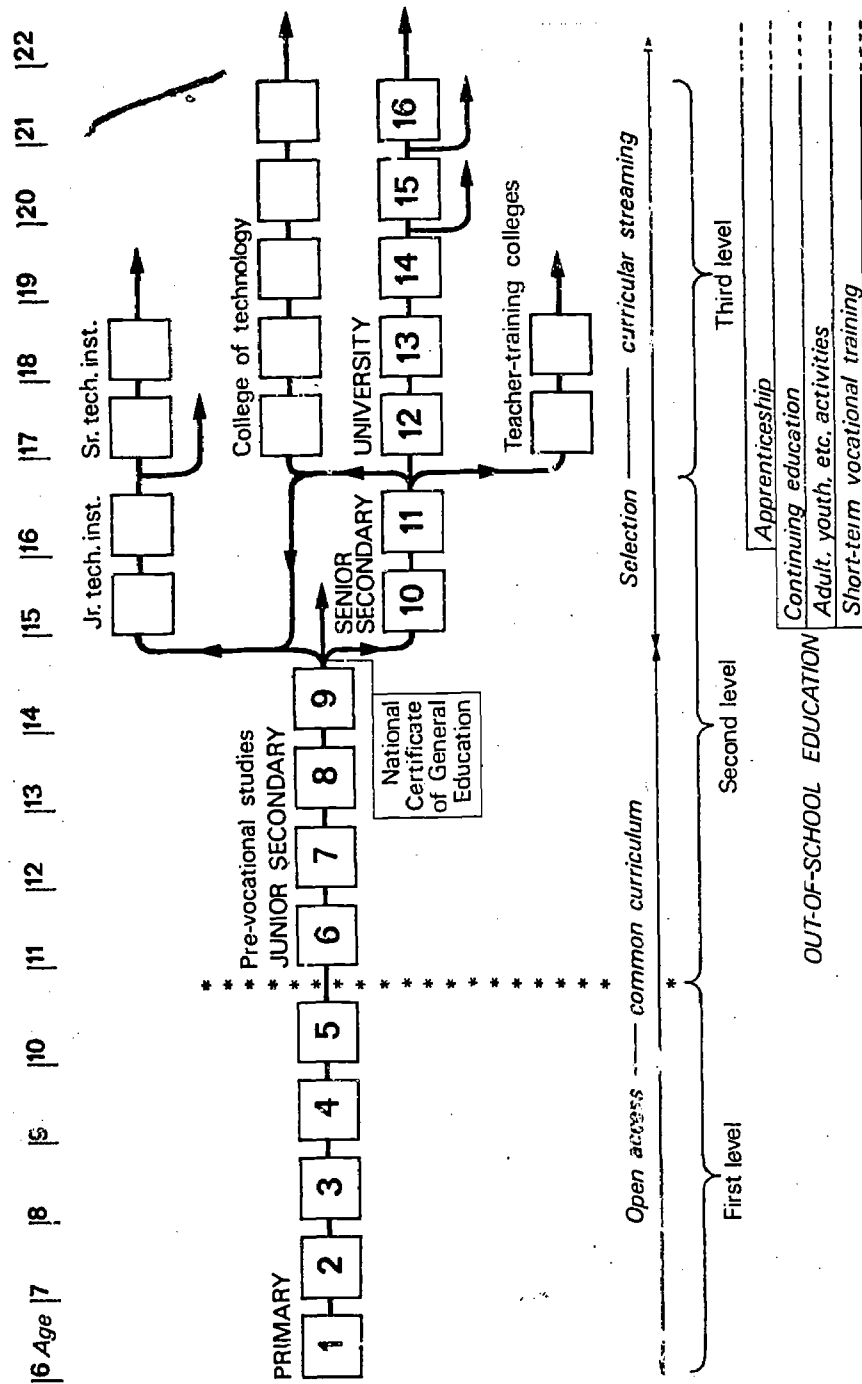 |6 Age |7 |8 |9 |10 |11 |12 |13 |14 |15 |16 |17 |18 |19 |20 |21 |22
Jr. tech. inst.
Sr. tech. inst.
College of technology
Pre-vocational studies
PRIMARY
JUNIOR SECONDARY
SENIOR
SECONDARY
UNIVERSITY
1 2 3 4 5 6 7 8 9
10 11 12 13 14 15 16
National
Certificate
of General
Education
Teacher-training colleges
Open access ---- common curriculum
Selection ---- curricular streaming
First level
Second level
Third level
OUT-OF-SCHOOL EDUCATION
Apprenticeship
Continuing education
Adult, youth, etc, activities
Short-term vocational training